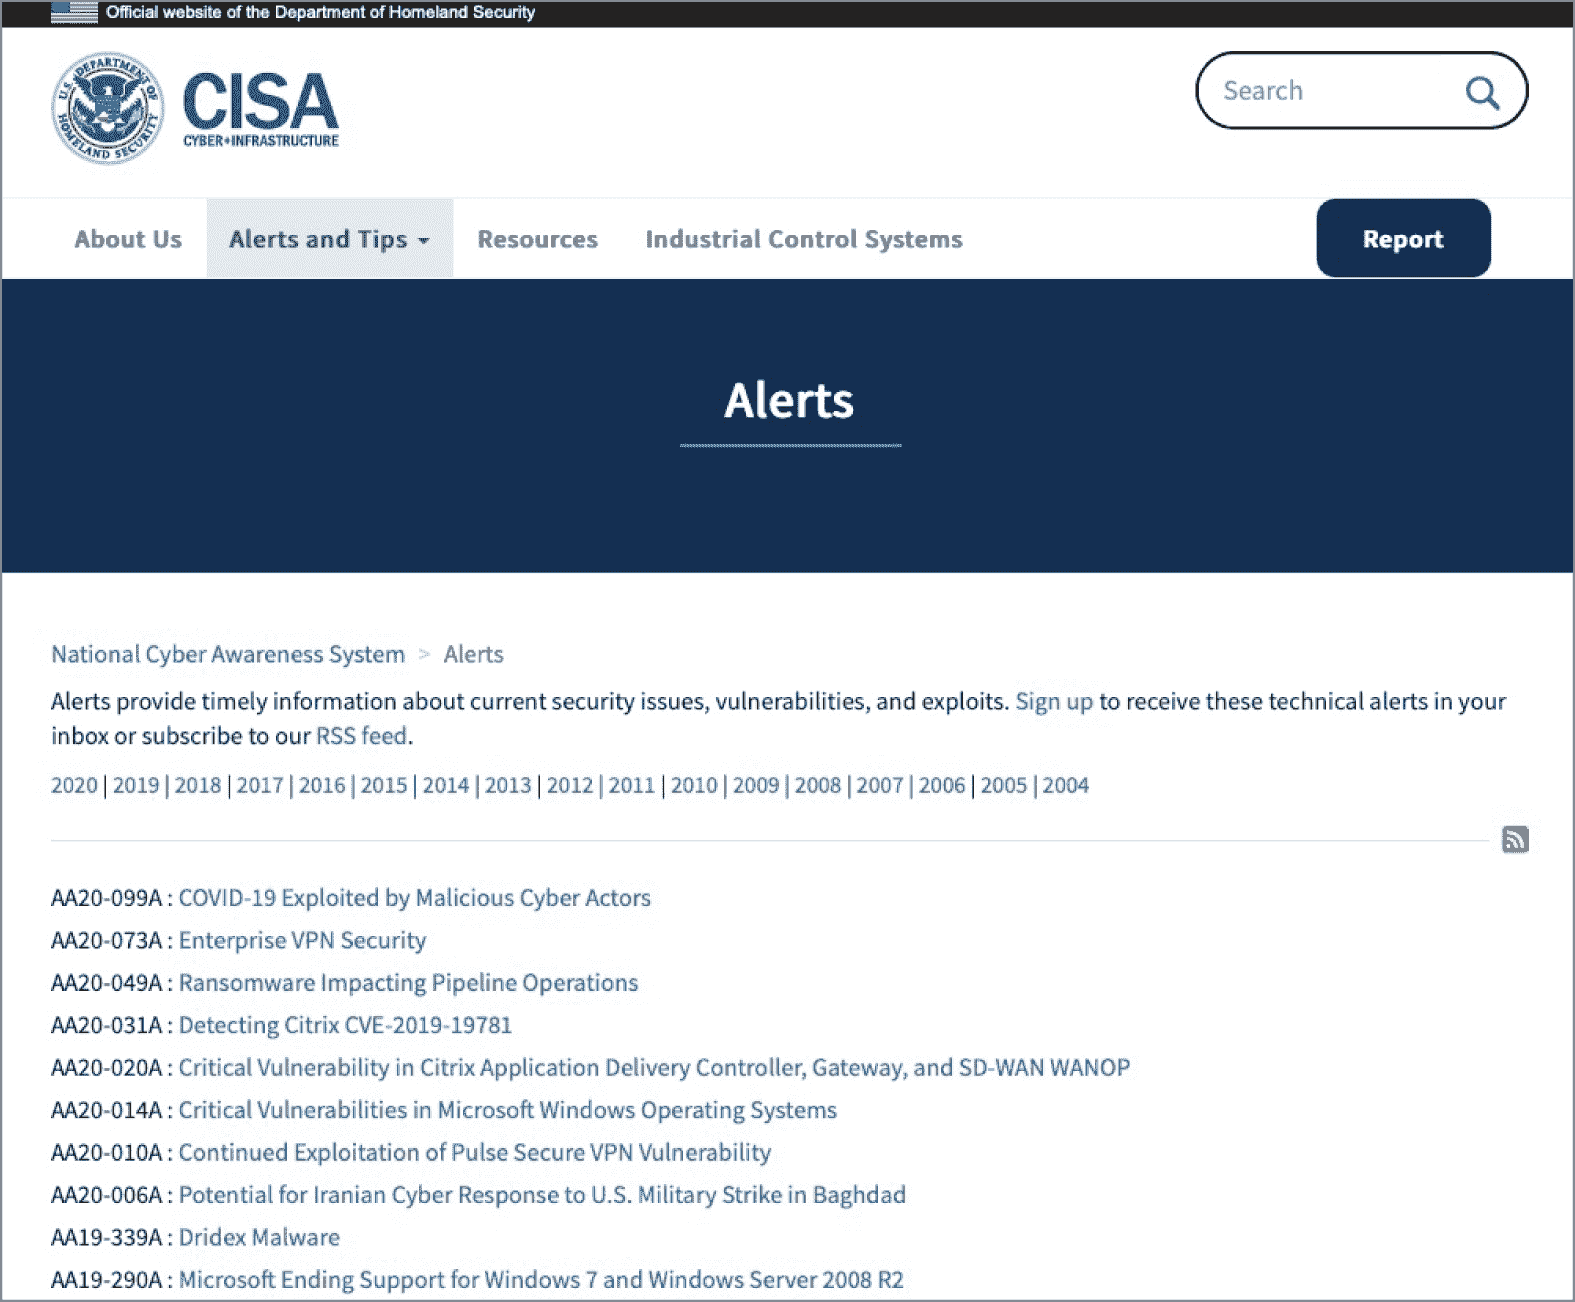 Official website of the Department of Homeland Security
U.S. DEPARTMENT OF
HOMELAND SECURITY
CISA
CYBER+INFRASTRUCTURE
Search
About Us
Alerts and Tips
Resources
Industrial Control Systems
Report
Alerts
National Cyber Awareness System > Alerts
Alerts provide timely information about current security issues, vulnerabilities, and exploits. Sign up to receive these technical alerts in your
inbox or subscribe to our RSS feed.
2020 | 2019 | 2018 | 2017 | 2016 | 2015 | 2014 | 2013 | 2012 | 2011 | 2010 | 2009 | 2008 | 2007 | 2006 | 2005 | 2004
AA20-099A : COVID-19 Exploited by Malicious Cyber Actors
AA20-073A : Enterprise VPN Security
AA20-049A : Ransomware Impacting Pipeline Operations
AA20-031A : Detecting Citrix CVE-2019-19781
AA20-020A : Critical Vulnerability in Citrix Application Delivery Controller, Gateway, and SD-WAN WANOP
AA20-014A : Critical Vulnerabilities in Microsoft Windows Operating Systems
AA20-010A : Continued Exploitation of Pulse Secure VPN Vulnerability
AA20-006A : Potential for Iranian Cyber Response to U.S. Military Strike in Baghdad
AA19-339A : Dridex Malware
AA19-290A : Microsoft Ending Support for Windows 7 and Windows Server 2008 R2